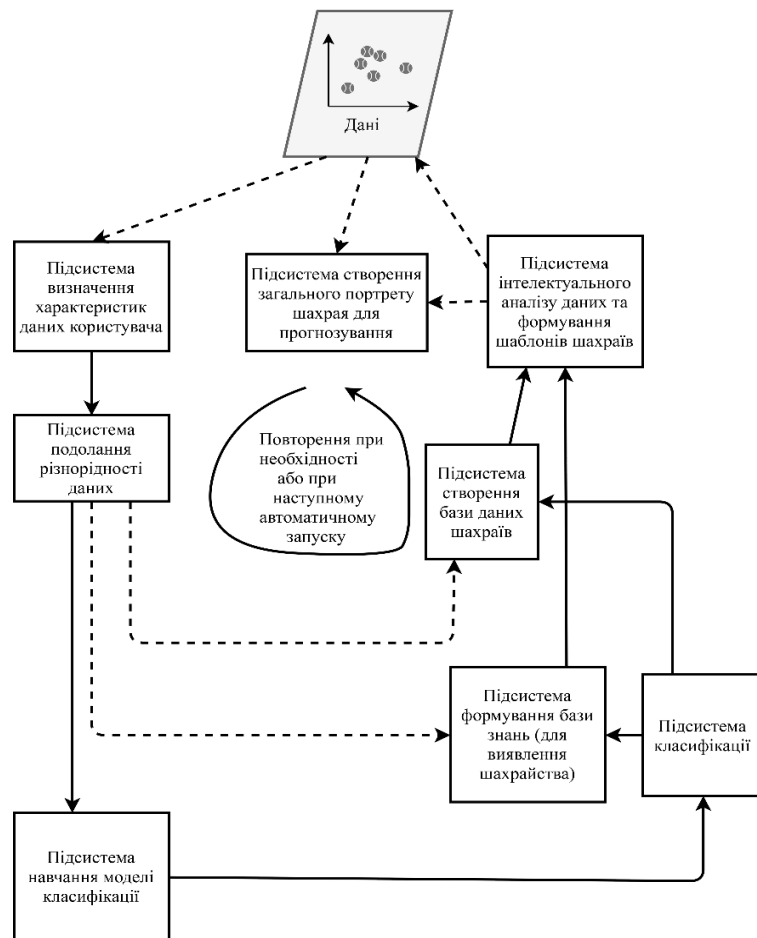 Дані
Підсистема
визначення
характеристик
даних користувача
Підсистема створення
загального портрету
шахрая для
прогнозування
Підсистема
інтелектуального
аналізу даних та
формування
шаблонів шахраїв
Підсистема
подолання
різнорідності
даних
Повторення при
необхідності
або при
наступному
автоматичному
запуску
Підсистема
створення
бази даних
шахраїв
Підсистема
формування бази
знань (для
виявлення
шахрайства)
Підсистема
класифікації
Підсистема
навчання моделі
класифікації